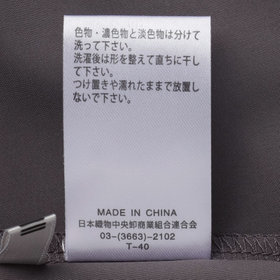 色物・濃色物と淡色物は分けて
洗って下さい。
洗濯後は形を整えて直ちに干し
て下さい。
つけ置きや濡れたままで放置し
ないで下さい。
MADE IN CHINA
日本織物中央卸商業組合連合会
03-(3663)-2102
T-40